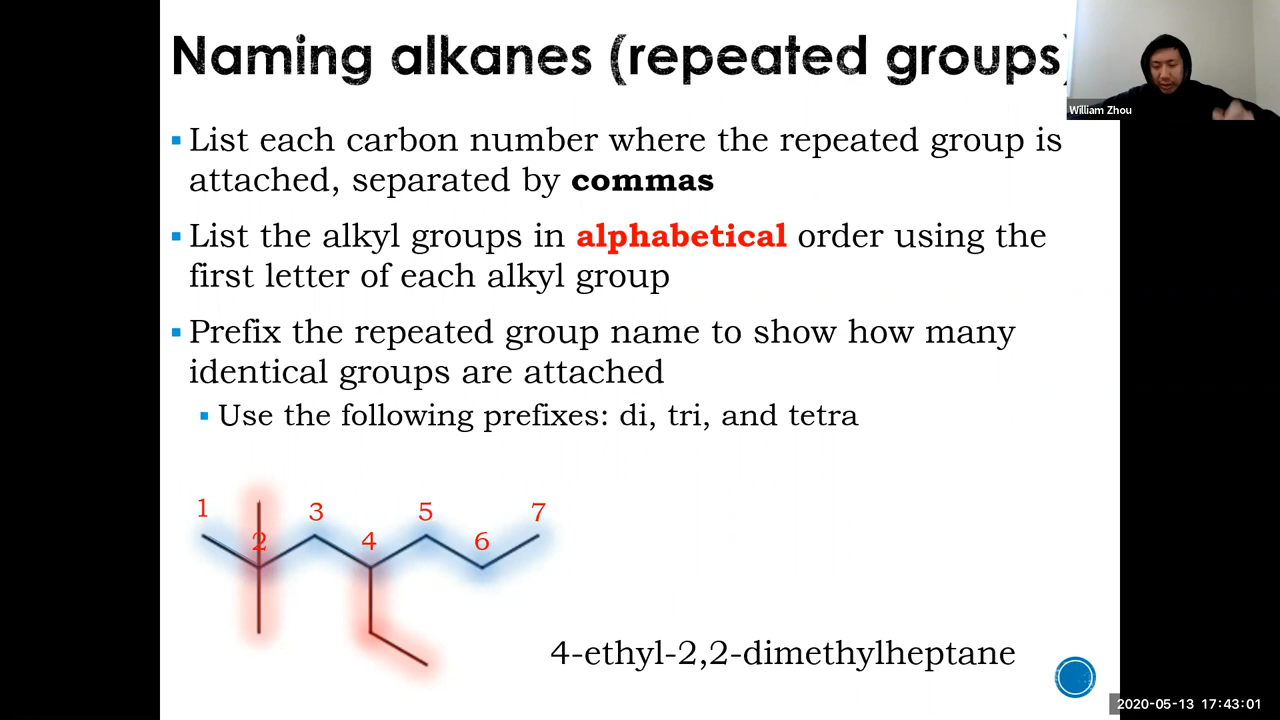 Naming alkanes (repeated groups)
William Zhou
▪ List each carbon number where the repeated group is
attached, separated by commas
▪ List the alkyl groups in alphabetical order using the
first letter of each alkyl group
▪ Prefix the repeated group name to show how many
identical groups are attached
▪ Use the following prefixes: di, tri, and tetra
1 2 3 4 5 6 7
4-ethyl-2,2-dimethylheptane
2020-05-13 17:43:01